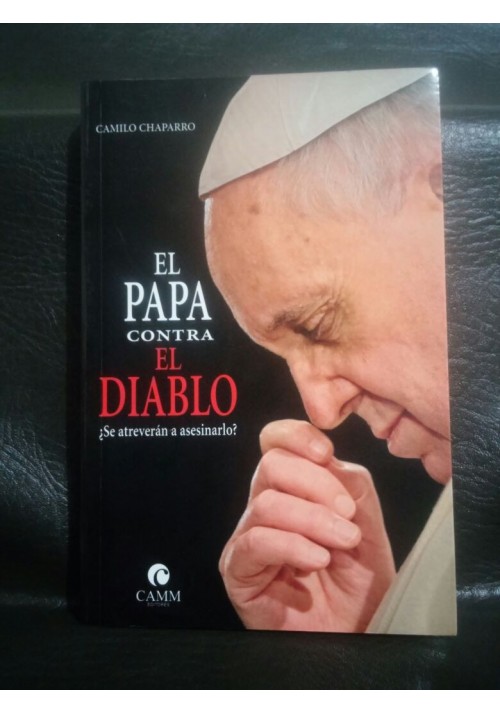 CAMILO CHAPARRO
EL
PAPA
CONTRA
EL
DIABLO
¿Se atreverán a asesinarlo?
CAMM
EDITORES